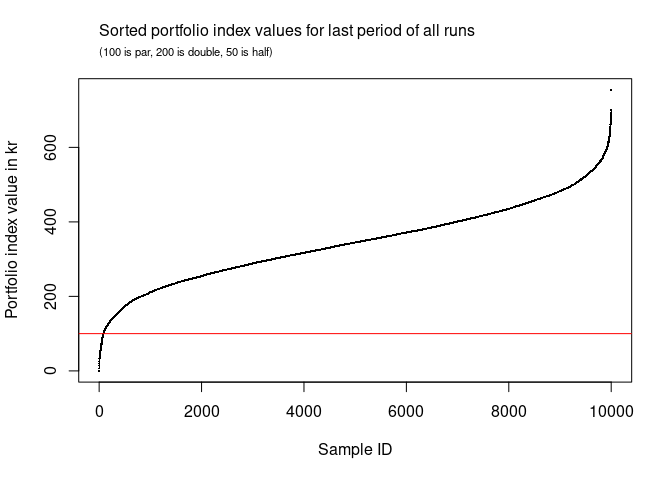 Sorted portfolio index values for last period of all runs
(100 is par, 200 is double, 50 is half)
Portfolio index value in kr
600
400
200
0
0 2000 4000 6000 8000 10000
Sample ID